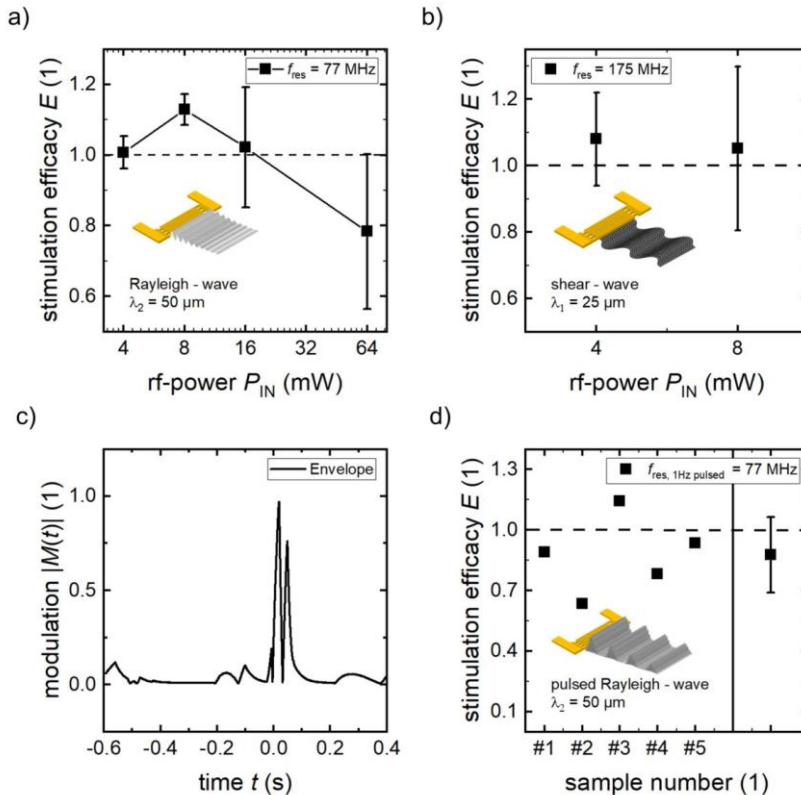 a)
stimulation efficacy E (1)
1.2
1.0
0.8
0.6
f_res = 77 MHz
Rayleigh - wave
λ₂ = 50 µm
4 8 16 32 64
rf-power P_IN (mW)
b)
stimulation efficacy E (1)
1.2
1.0
0.8
0.6
f_res = 175 MHz
shear - wave
λ₁ = 25 µm
4 8
rf-power P_IN (mW)
c)
modulation |M(t)| (1)
1.0
0.5
0.0
Envelope
-0.6 -0.4 -0.2 0.0 0.2 0.4
time t (s)
d)
stimulation efficacy E (1)
1.3
1.0
0.7
0.4
0.1
f_res, 1Hz pulsed = 77 MHz
pulsed Rayleigh - wave
λ₂ = 50 µm
#1 #2 #3 #4 #5
sample number (1)